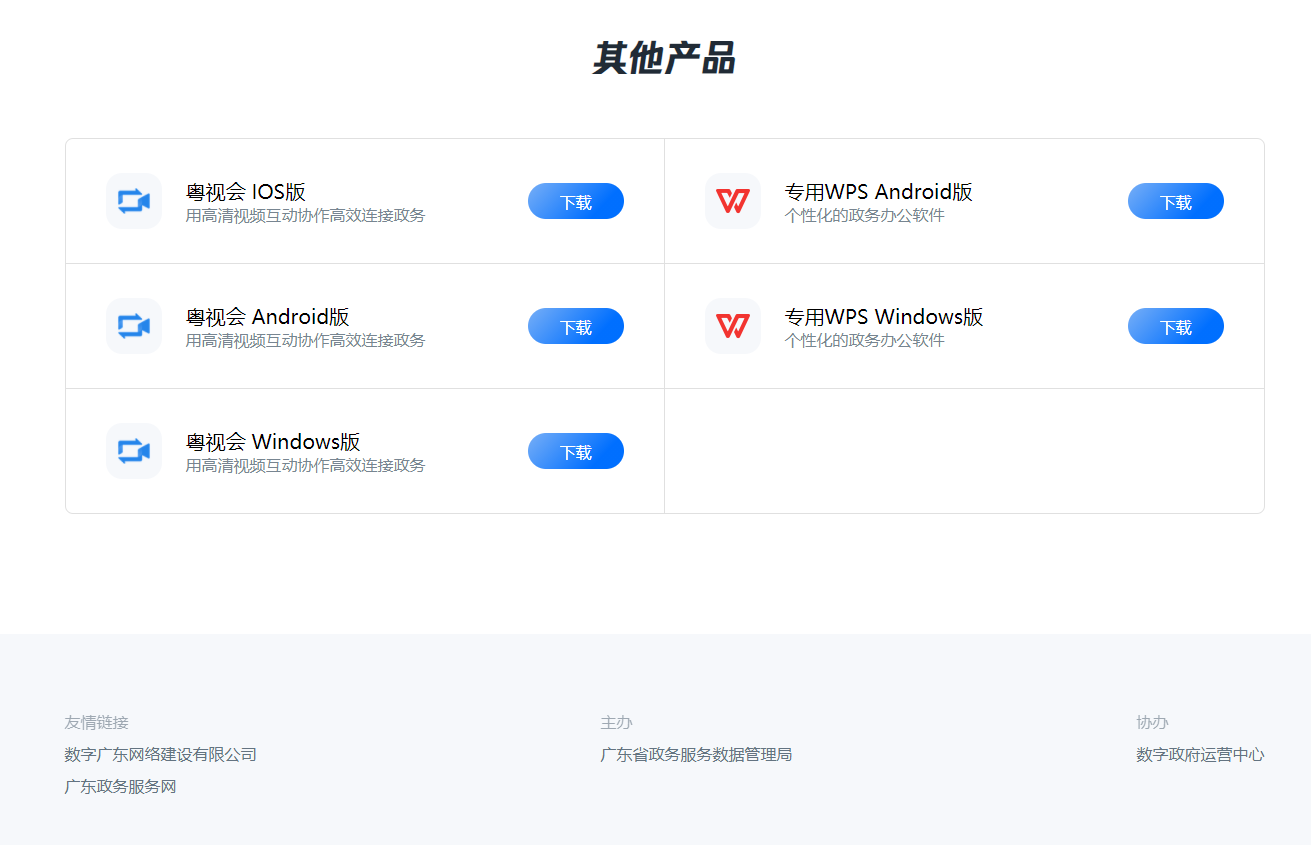 其他产品
粤视会 IOS版
用高清视频互动协作高效连接政务
下载
专用WPS Android版
个性化的政务办公软件
下载
粤视会 Android版
用高清视频互动协作高效连接政务
下载
专用WPS Windows版
个性化的政务办公软件
下载
粤视会 Windows版
用高清视频互动协作高效连接政务
下载
友情链接
数字广东网络建设有限公司
广东政务服务网
主办
广东省政务服务数据管理局
协办
数字政府运营中心